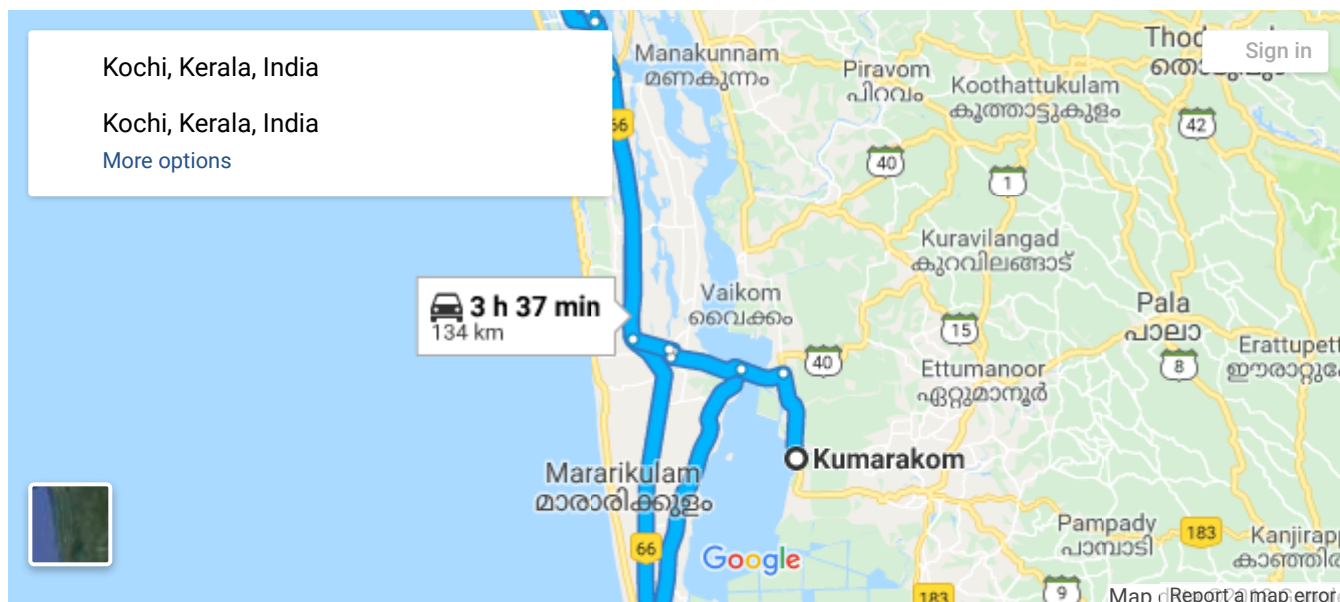 Kochi, Kerala, India
Kochi, Kerala, India
More options
Sign in
Manakunnam
മണകുന്നം
Piravom
പിറവം
Koothattukulam
കൂത്താട്ടുകുളം
66
42
40
1
Kuravilangad
കുറവിലങ്ങാട്
3 h 37 min
134 km
Vaikom
വൈക്കം
15
Pala
പാലാ
40
8
Ettumanoor
ഏറ്റുമാനൂർ
Kumarakom
Mararikulam
മാരാരിക്കുളം
66
Google
Pampady
പാമ്പാടി
183
183
9
Report a map error